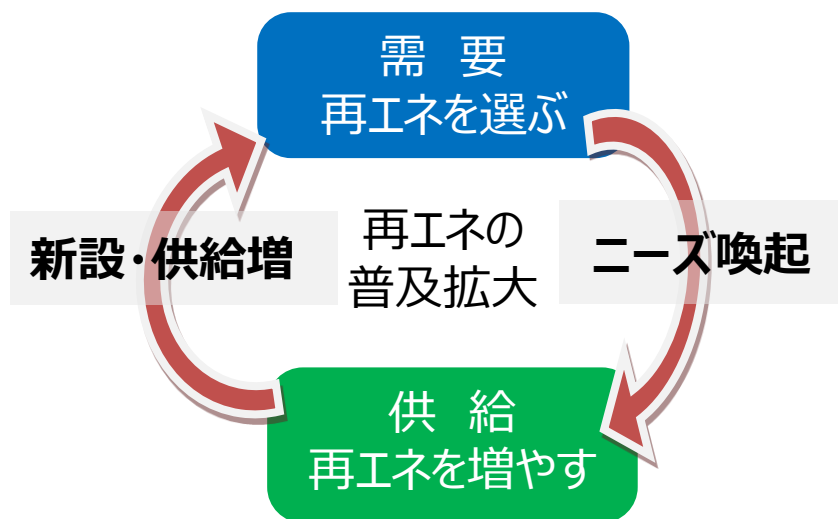 需 要
再エネを選ぶ
新設・供給増
再エネの
普及拡大
ニーズ喚起
供 給
再エネを増やす